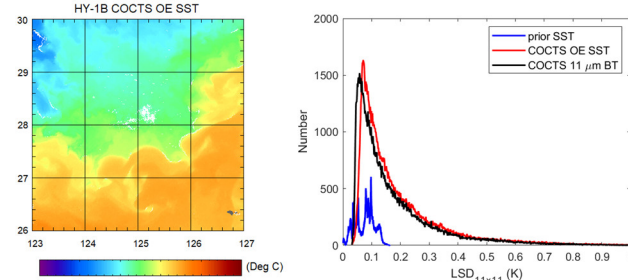 HY-1B COCTS OE SST
30
29
28
27
26
123 124 125 126 127
(Deg C)
2000
1500
1000
500
0
Number
prior SST
COCTS OE SST
COCTS 11 μm BT
0 0.1 0.2 0.3 0.4 0.5 0.6 0.7 0.8 0.9
LSD11×11 (K)